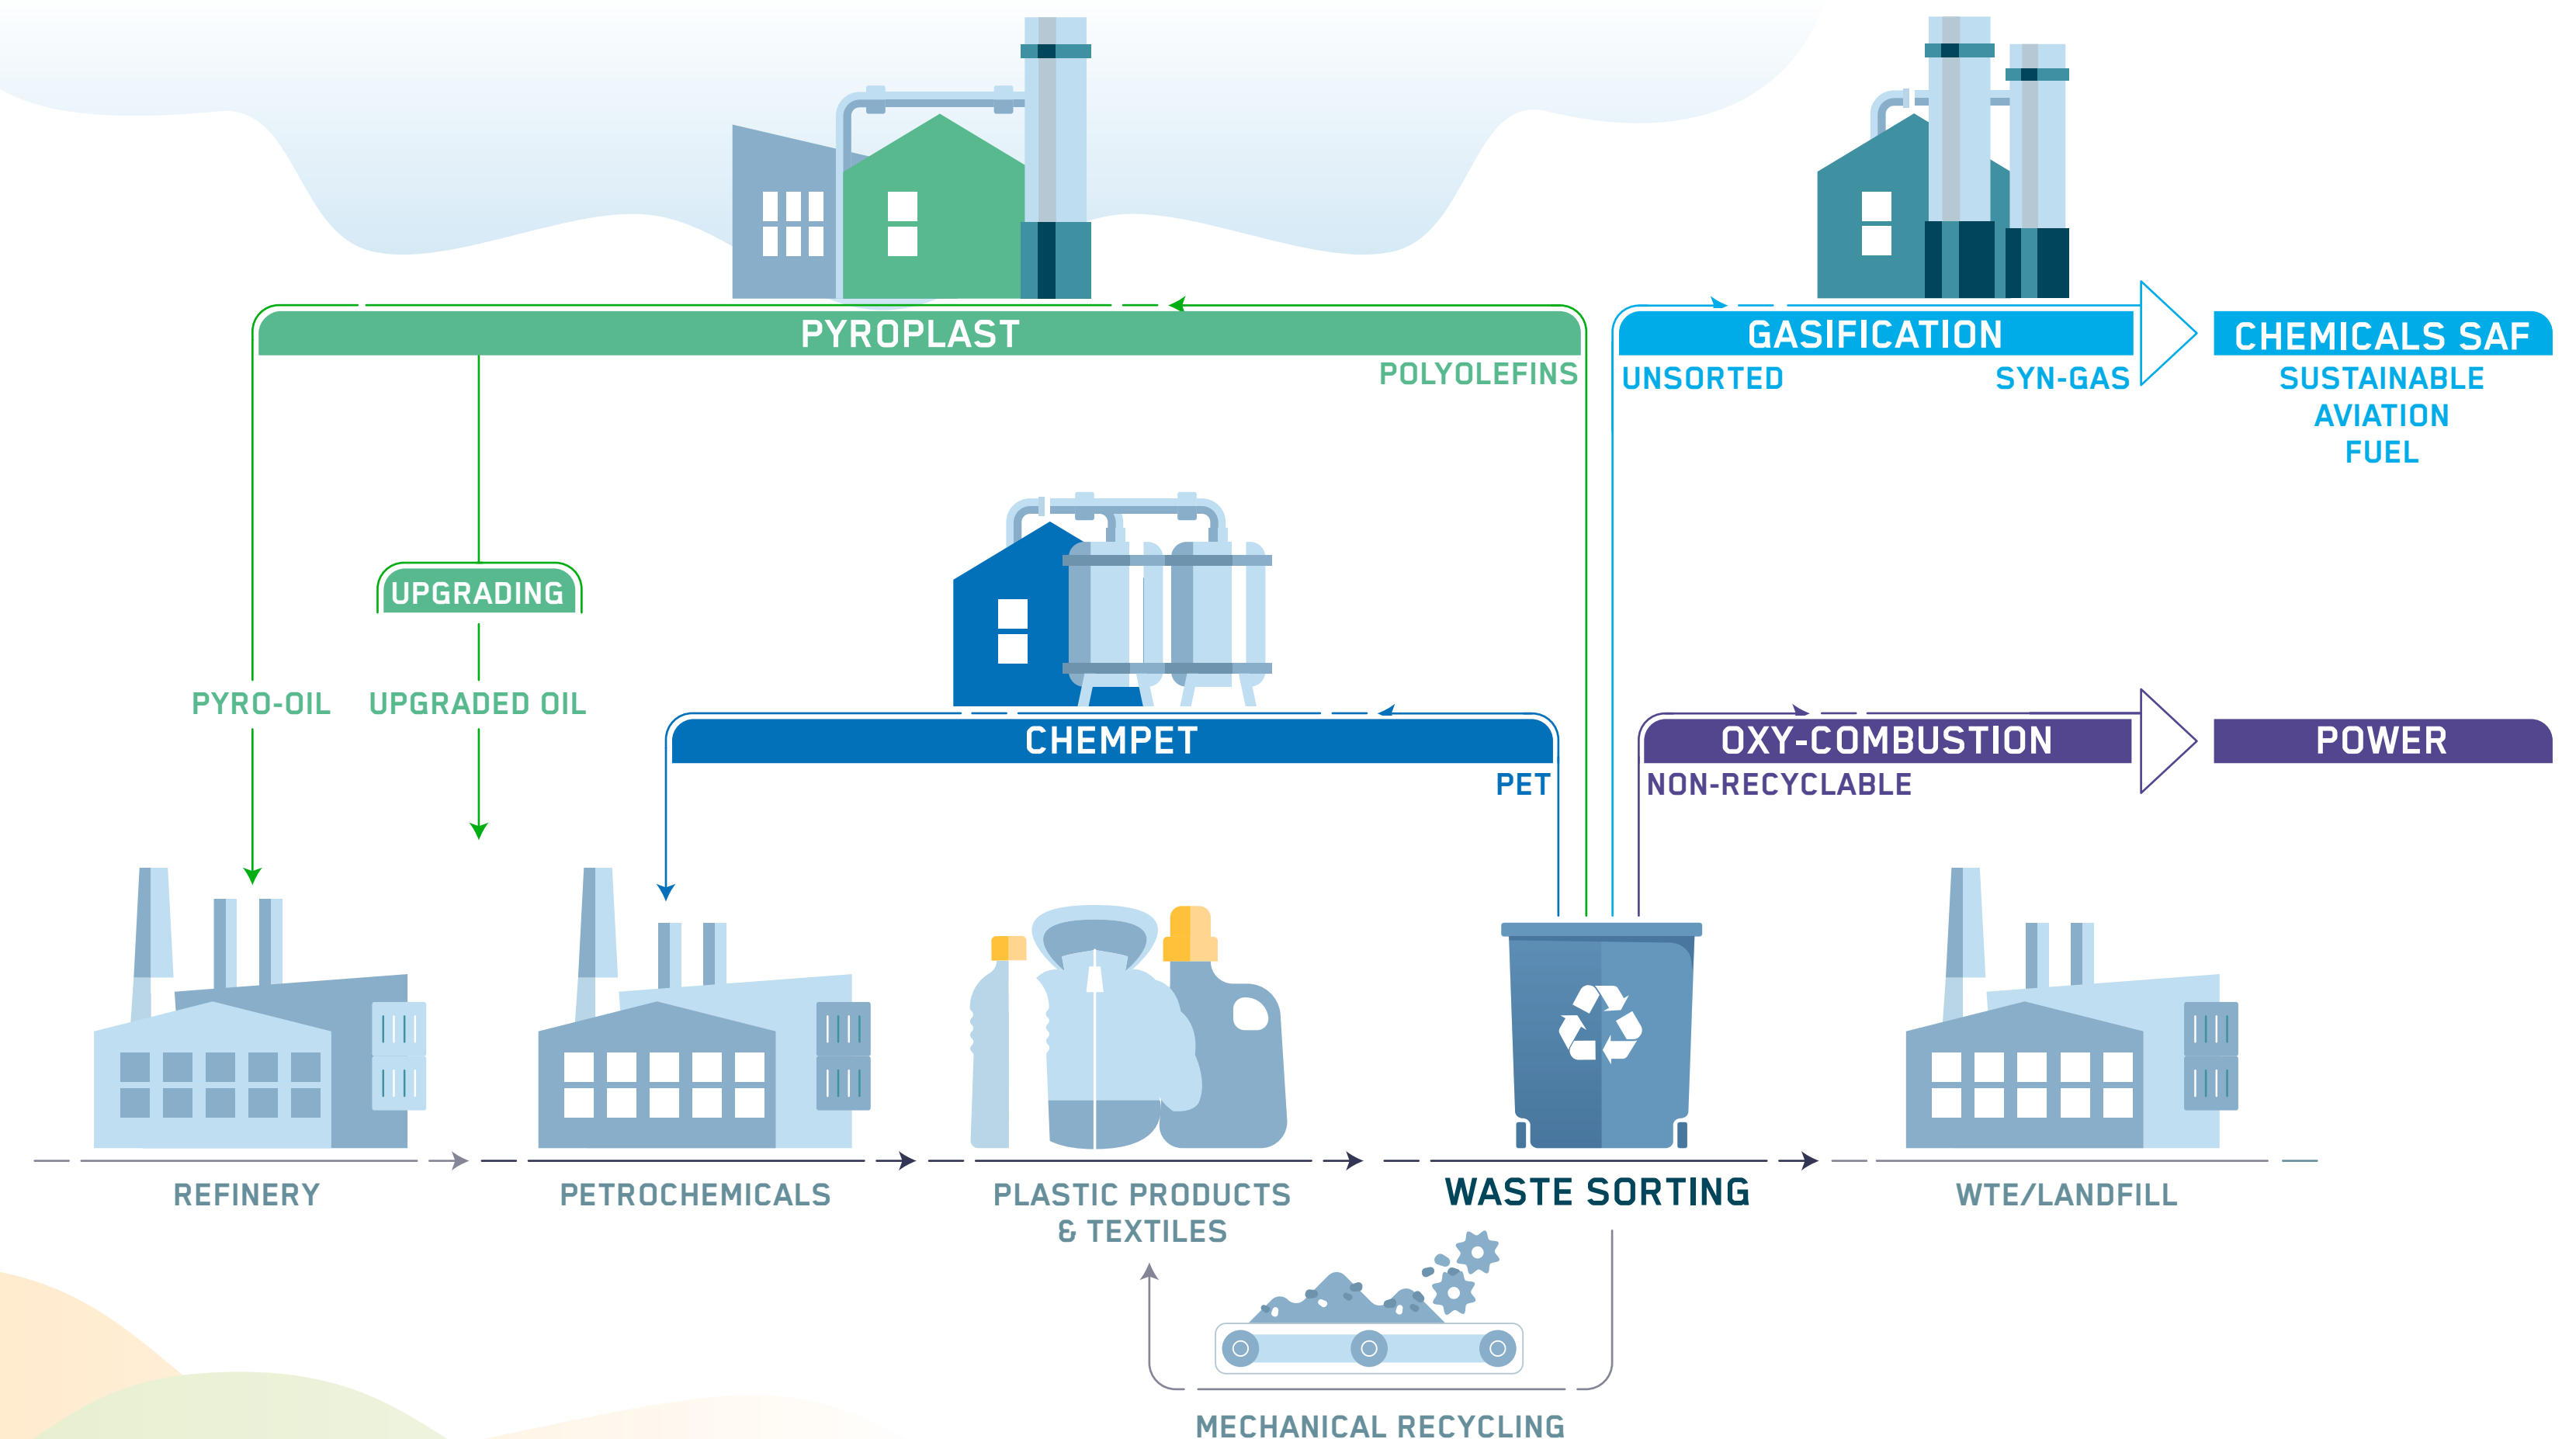 PYROPLAST
POLYOLEFINS
GASIFICATION
UNSORTED
SYN-GAS
CHEMICALS SAF
SUSTAINABLE
AVIATION
FUEL
UPGRADING
PYRO-OIL
UPGRADED OIL
CHEMPET
PET
OXY-COMBUSTION
NON-RECYCLABLE
POWER
REFINERY
PETROCHEMICALS
PLASTIC PRODUCTS
& TEXTILES
WASTE SORTING
WTE/LANDFILL
MECHANICAL RECYCLING